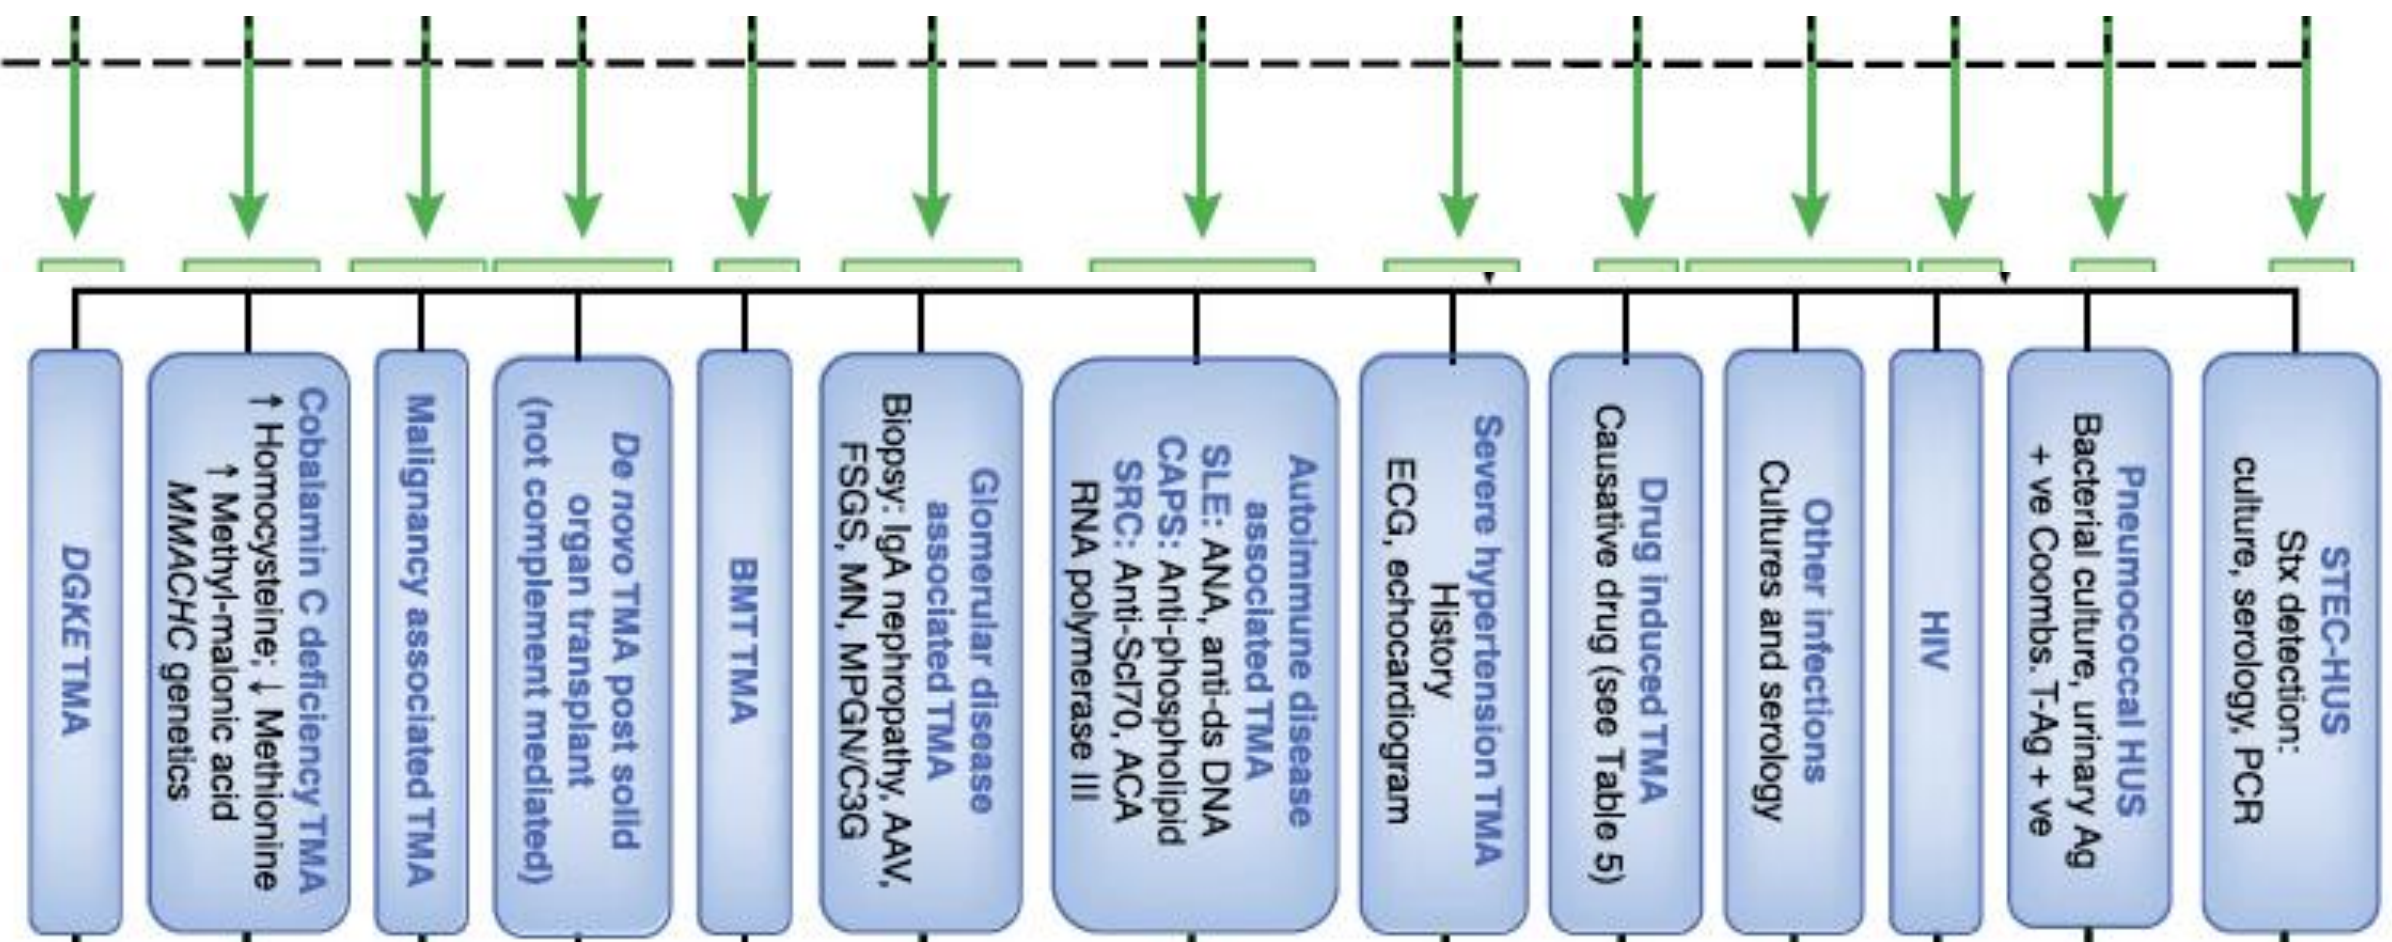 DGKE TMA
Cobalamin C deficiency TMA
↑ Homocysteine; ↓ Methionine
↑ Methyl-malonic acid
MMACHC genetics
Malignancy associated TMA
De novo TMA post solid
organ transplant
(not complement mediated)
BMT TMA
Glomerular disease
associated TMA
Biopsy: IgA nephropathy, AAV,
FSGS, MN, MPGN/C3G
Autoimmune disease
associated TMA
SLE: ANA, anti-ds DNA
CAPS: Anti-phospholipid
SRC: Anti-Scl70, ACA
RNA polymerase III
Severe hypertension TMA
History
ECG, echocardiogram
Drug induced TMA
Causative drug (see Table 5)
Other infections
Cultures and serology
HIV
Pneumococcal HUS
Bacterial culture, urinary Ag
+ ve Coombs. T-Ag + ve
STEC-HUS
Stx detection:
culture, serology, PCR